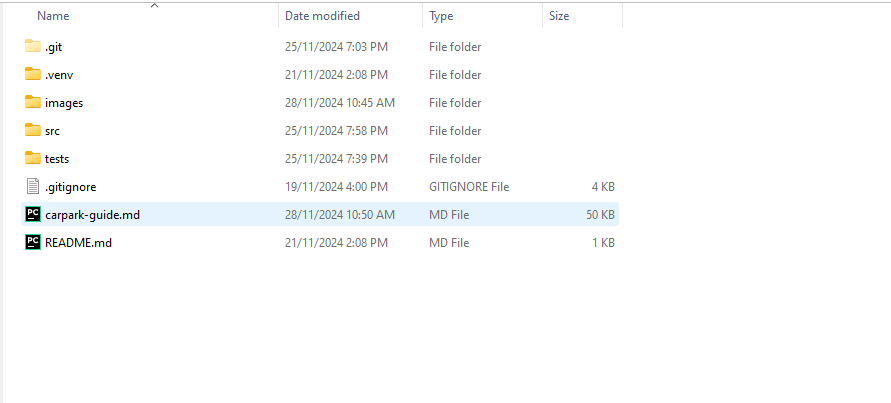 Name Date modified Type Size
.git 25/11/2024 7:03 PM File folder
.venv 21/11/2024 2:08 PM File folder
images 28/11/2024 10:45 AM File folder
src 25/11/2024 7:58 PM File folder
tests 25/11/2024 7:39 PM File folder
.gitignore 19/11/2024 4:00 PM GITIGNORE File 4 KB
PC carpark-guide.md 28/11/2024 10:50 AM MD File 50 KB
PC README.md 21/11/2024 2:08 PM MD File 1 KB